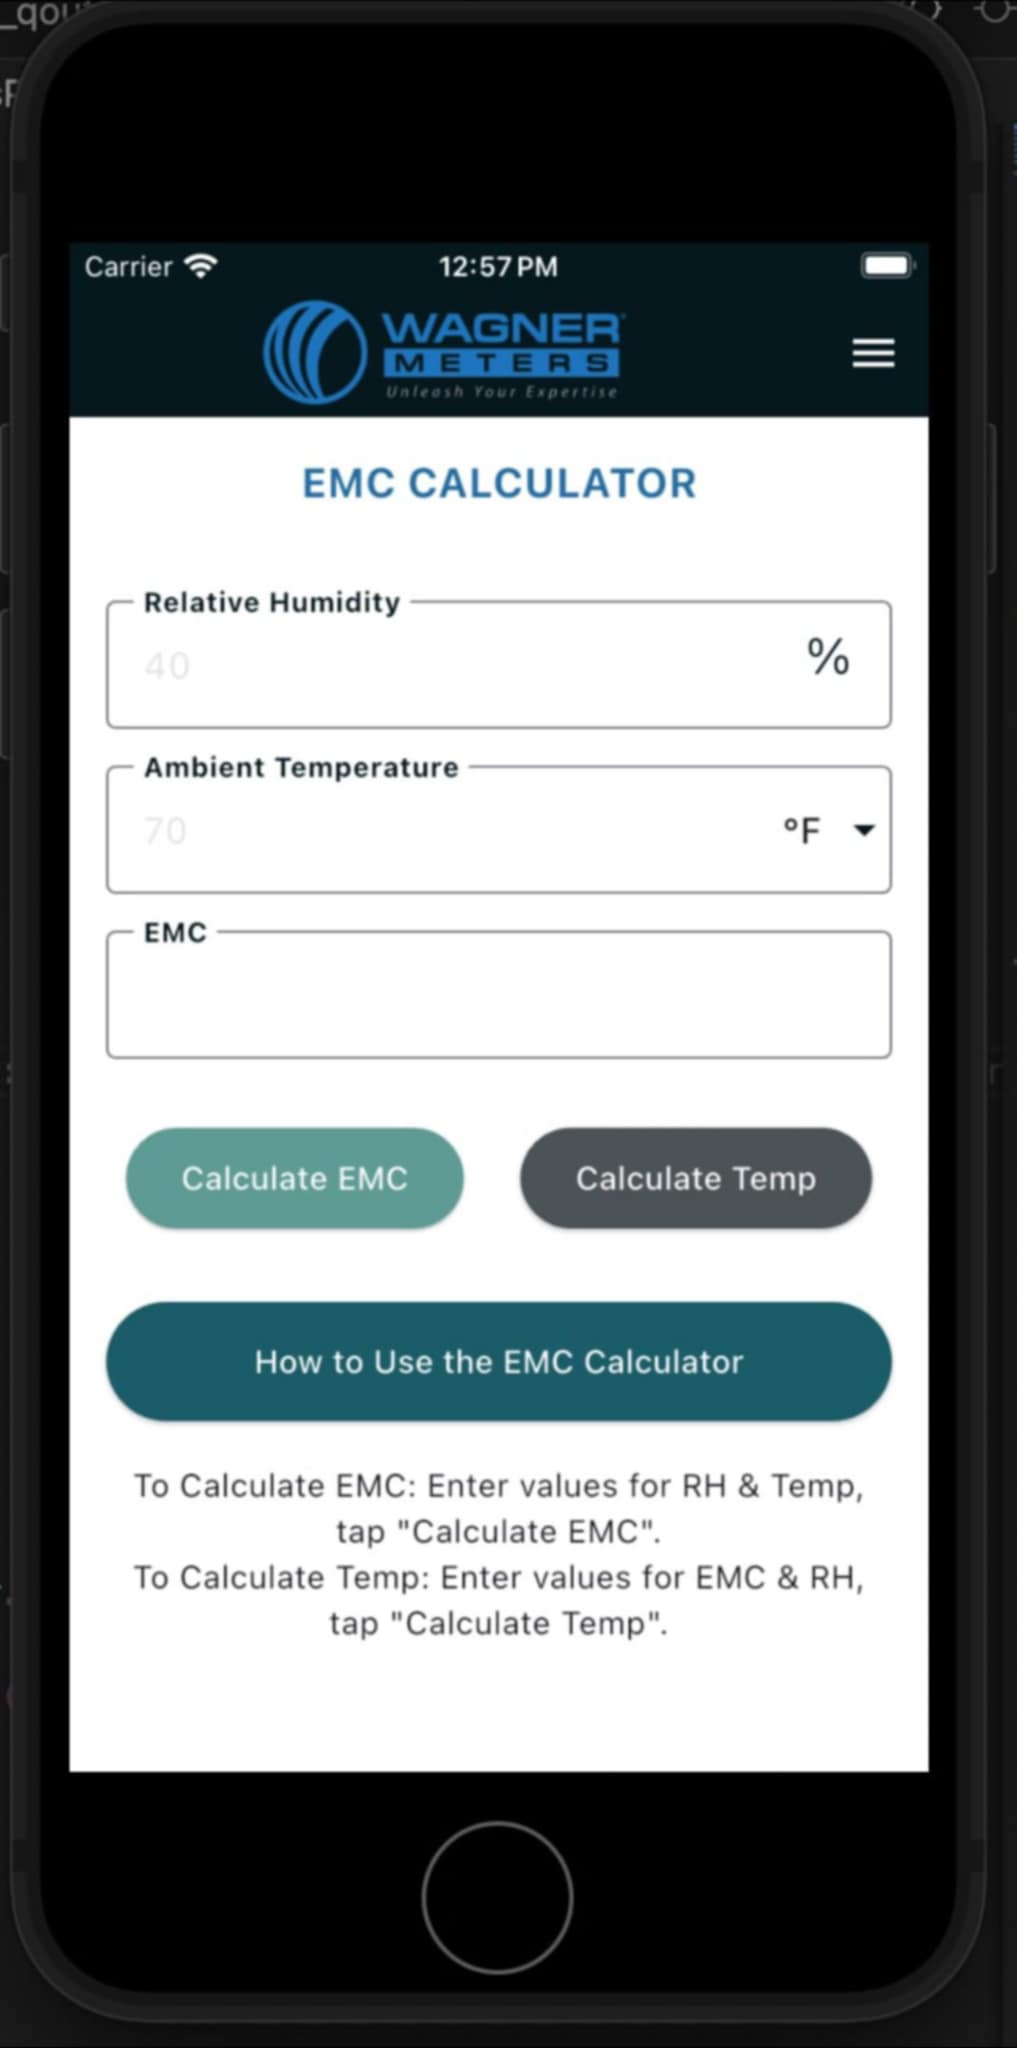 Carrier
12:57 PM
WAGNER
METERS
Unleash Your Expertise
EMC CALCULATOR
Relative Humidity
40
%
Ambient Temperature
70
°F
EMC
Calculate EMC
Calculate Temp
How to Use the EMC Calculator
To Calculate EMC: Enter values for RH & Temp,
tap "Calculate EMC".
To Calculate Temp: Enter values for EMC & RH,
tap "Calculate Temp".